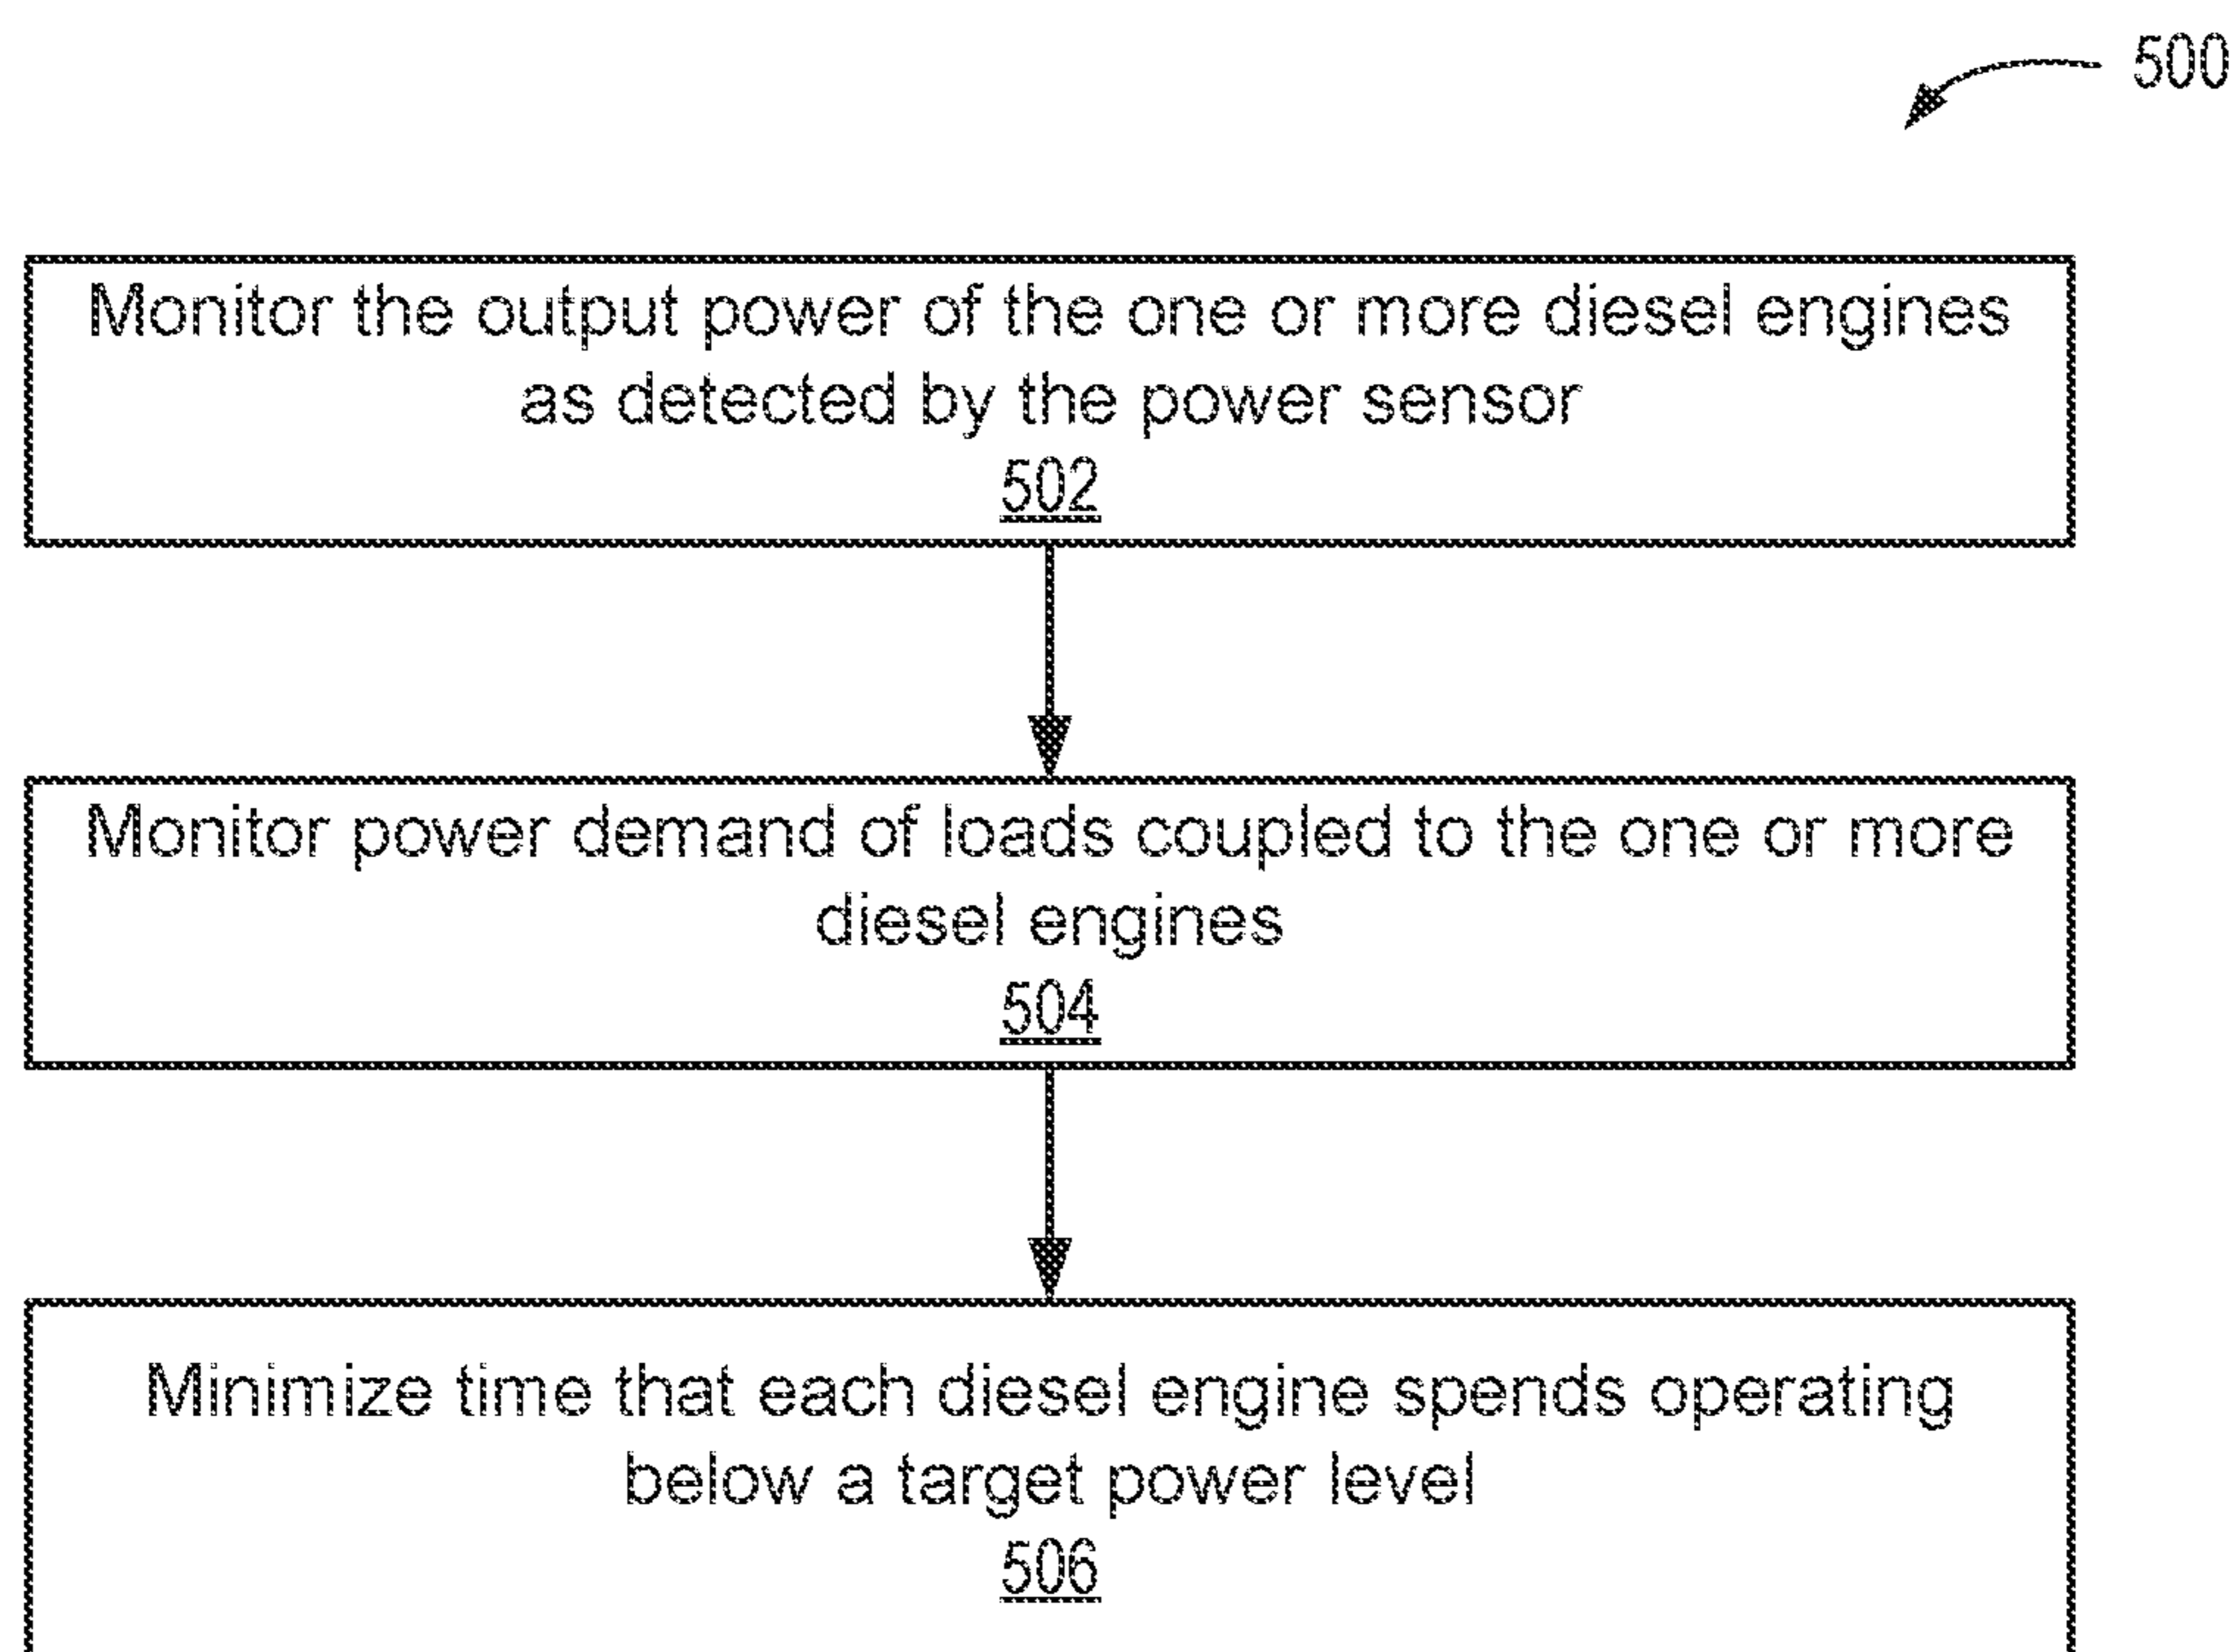 500
Monitor the output power of the one or more diesel engines
as detected by the power sensor
502
Monitor power demand of loads coupled to the one or more
diesel engines
504
Minimize time that each diesel engine spends operating
below a target power level
506